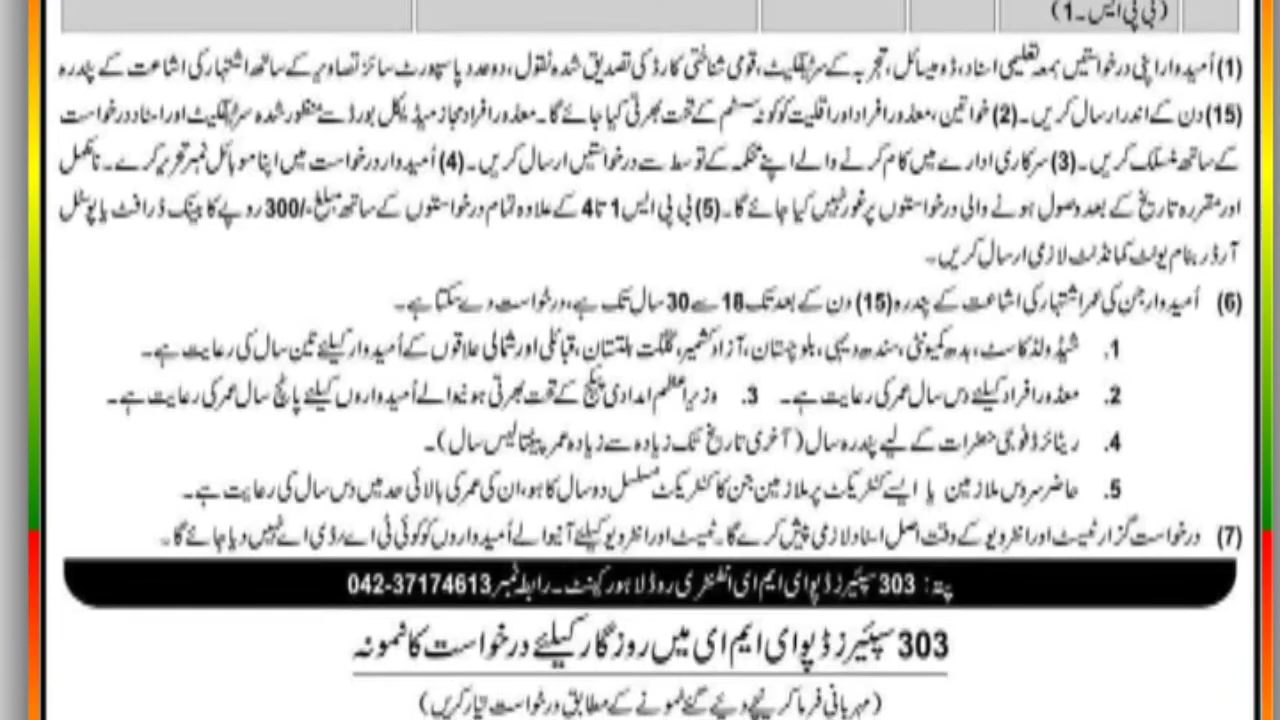 (بی پی ایس۔1)
(1) اُمیدوار اپنی درخواستیں بمعہ تعلیمی اسناد، ڈومیسائل، تجربہ کے سرٹیفکیٹ، قومی شناختی کارڈ کی تصدیق شدہ نقول، دو عدد پاسپورٹ سائز تصاویر کے ساتھ اشتہار کی اشاعت کے پندرہ
(15) دن کے اندر ارسال کریں۔ (2) خواتین، معذور افراد اور اقلیت کو کوٹہ سسٹم کے تحت بھرتی کیا جائے گا۔ معذور افراد مجاز میڈیکل بورڈ سے منظور شدہ سرٹیفکیٹ اور اسناد درخواست
کے ساتھ منسلک کریں۔ (3) سرکاری ادارے میں کام کرنے والے اپنے محکمہ کے توسط سے درخواستیں ارسال کریں۔ (4) اُمیدوار درخواست میں اپنا موبائل نمبر تحریر کرے۔ نامکمل
اور مقررہ تاریخ کے بعد وصول ہونے والی درخواستوں پر غور نہیں کیا جائے گا۔ (5) بی پی ایس 1 تا 4 کے علاوہ تمام درخواستوں کے ساتھ مبلغ -/300 روپے کا بینک ڈرافٹ یا پوسٹل
آرڈر بنام یونٹ کمانڈنٹ لازمی ارسال کریں۔
(6) اُمیدوار جن کی عمر اشتہار کی اشاعت کے پندرہ (15) دن کے بعد تک 18 سے 30 سال تک ہے، درخواست دے سکتا ہے۔
1. شیڈولڈ کاسٹ، بدھ کمیونٹی، سندھ دیہی، بلوچستان، آزاد کشمیر، گلگت بلتستان، قبائلی اور شمالی علاقوں کے اُمیدوار کیلئے تین سال کی رعایت ہے۔
2. معذور افراد کیلئے دس سال عمر کی رعایت ہے۔ 3. وزیر اعظم امدادی پیکج کے تحت بھرتی ہونیوالے اُمیدواروں کیلئے پانچ سال عمر کی رعایت ہے۔
4. ریٹائرڈ فوجی حضرات کے لیے پندرہ سال (آخری تاریخ تک زیادہ سے زیادہ عمر پینتالیس سال)۔
5. حاضر سروس ملازمین یا ایسے کنٹریکٹ پر ملازمین جن کا کنٹریکٹ مسلسل دو سال کا ہو، ان کی عمر کی بالائی حد میں دس سال کی رعایت ہے۔
(7) درخواست گزار ٹیسٹ اور انٹرویو کے وقت اصل اسناد لازمی پیش کرے گا۔ ٹیسٹ اور انٹرویو کیلئے آنیوالے اُمیدواروں کو کوئی ٹی اے/ڈی اے نہیں دیا جائے گا۔
پتہ: 303 سپئیرز ڈپو ای ایم ای انفنٹری روڈ لاہور کینٹ۔ رابطہ نمبر 042-37174613
303 سپئیرز ڈپو ای ایم ای میں روزگار کیلئے درخواست کا نمونہ
(مہربانی فرما کر نیچے دیئے گئے نمونے کے مطابق درخواست تیار کریں)